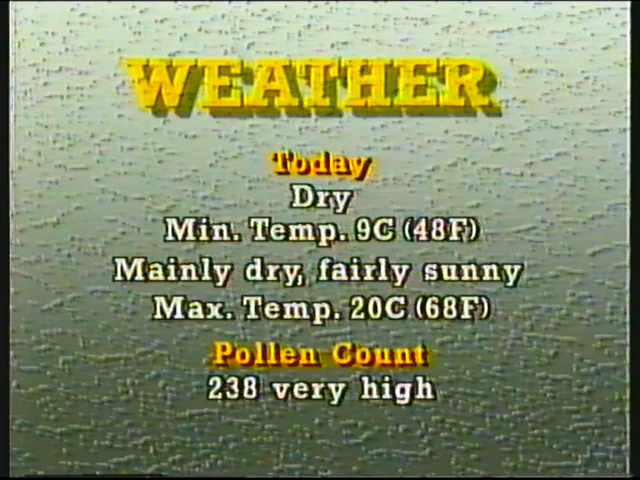 WEATHER
Today
Dry
Min. Temp. 9C (48F)
Mainly dry, fairly sunny
Max. Temp. 20C (68F)
Pollen Count
238 very high